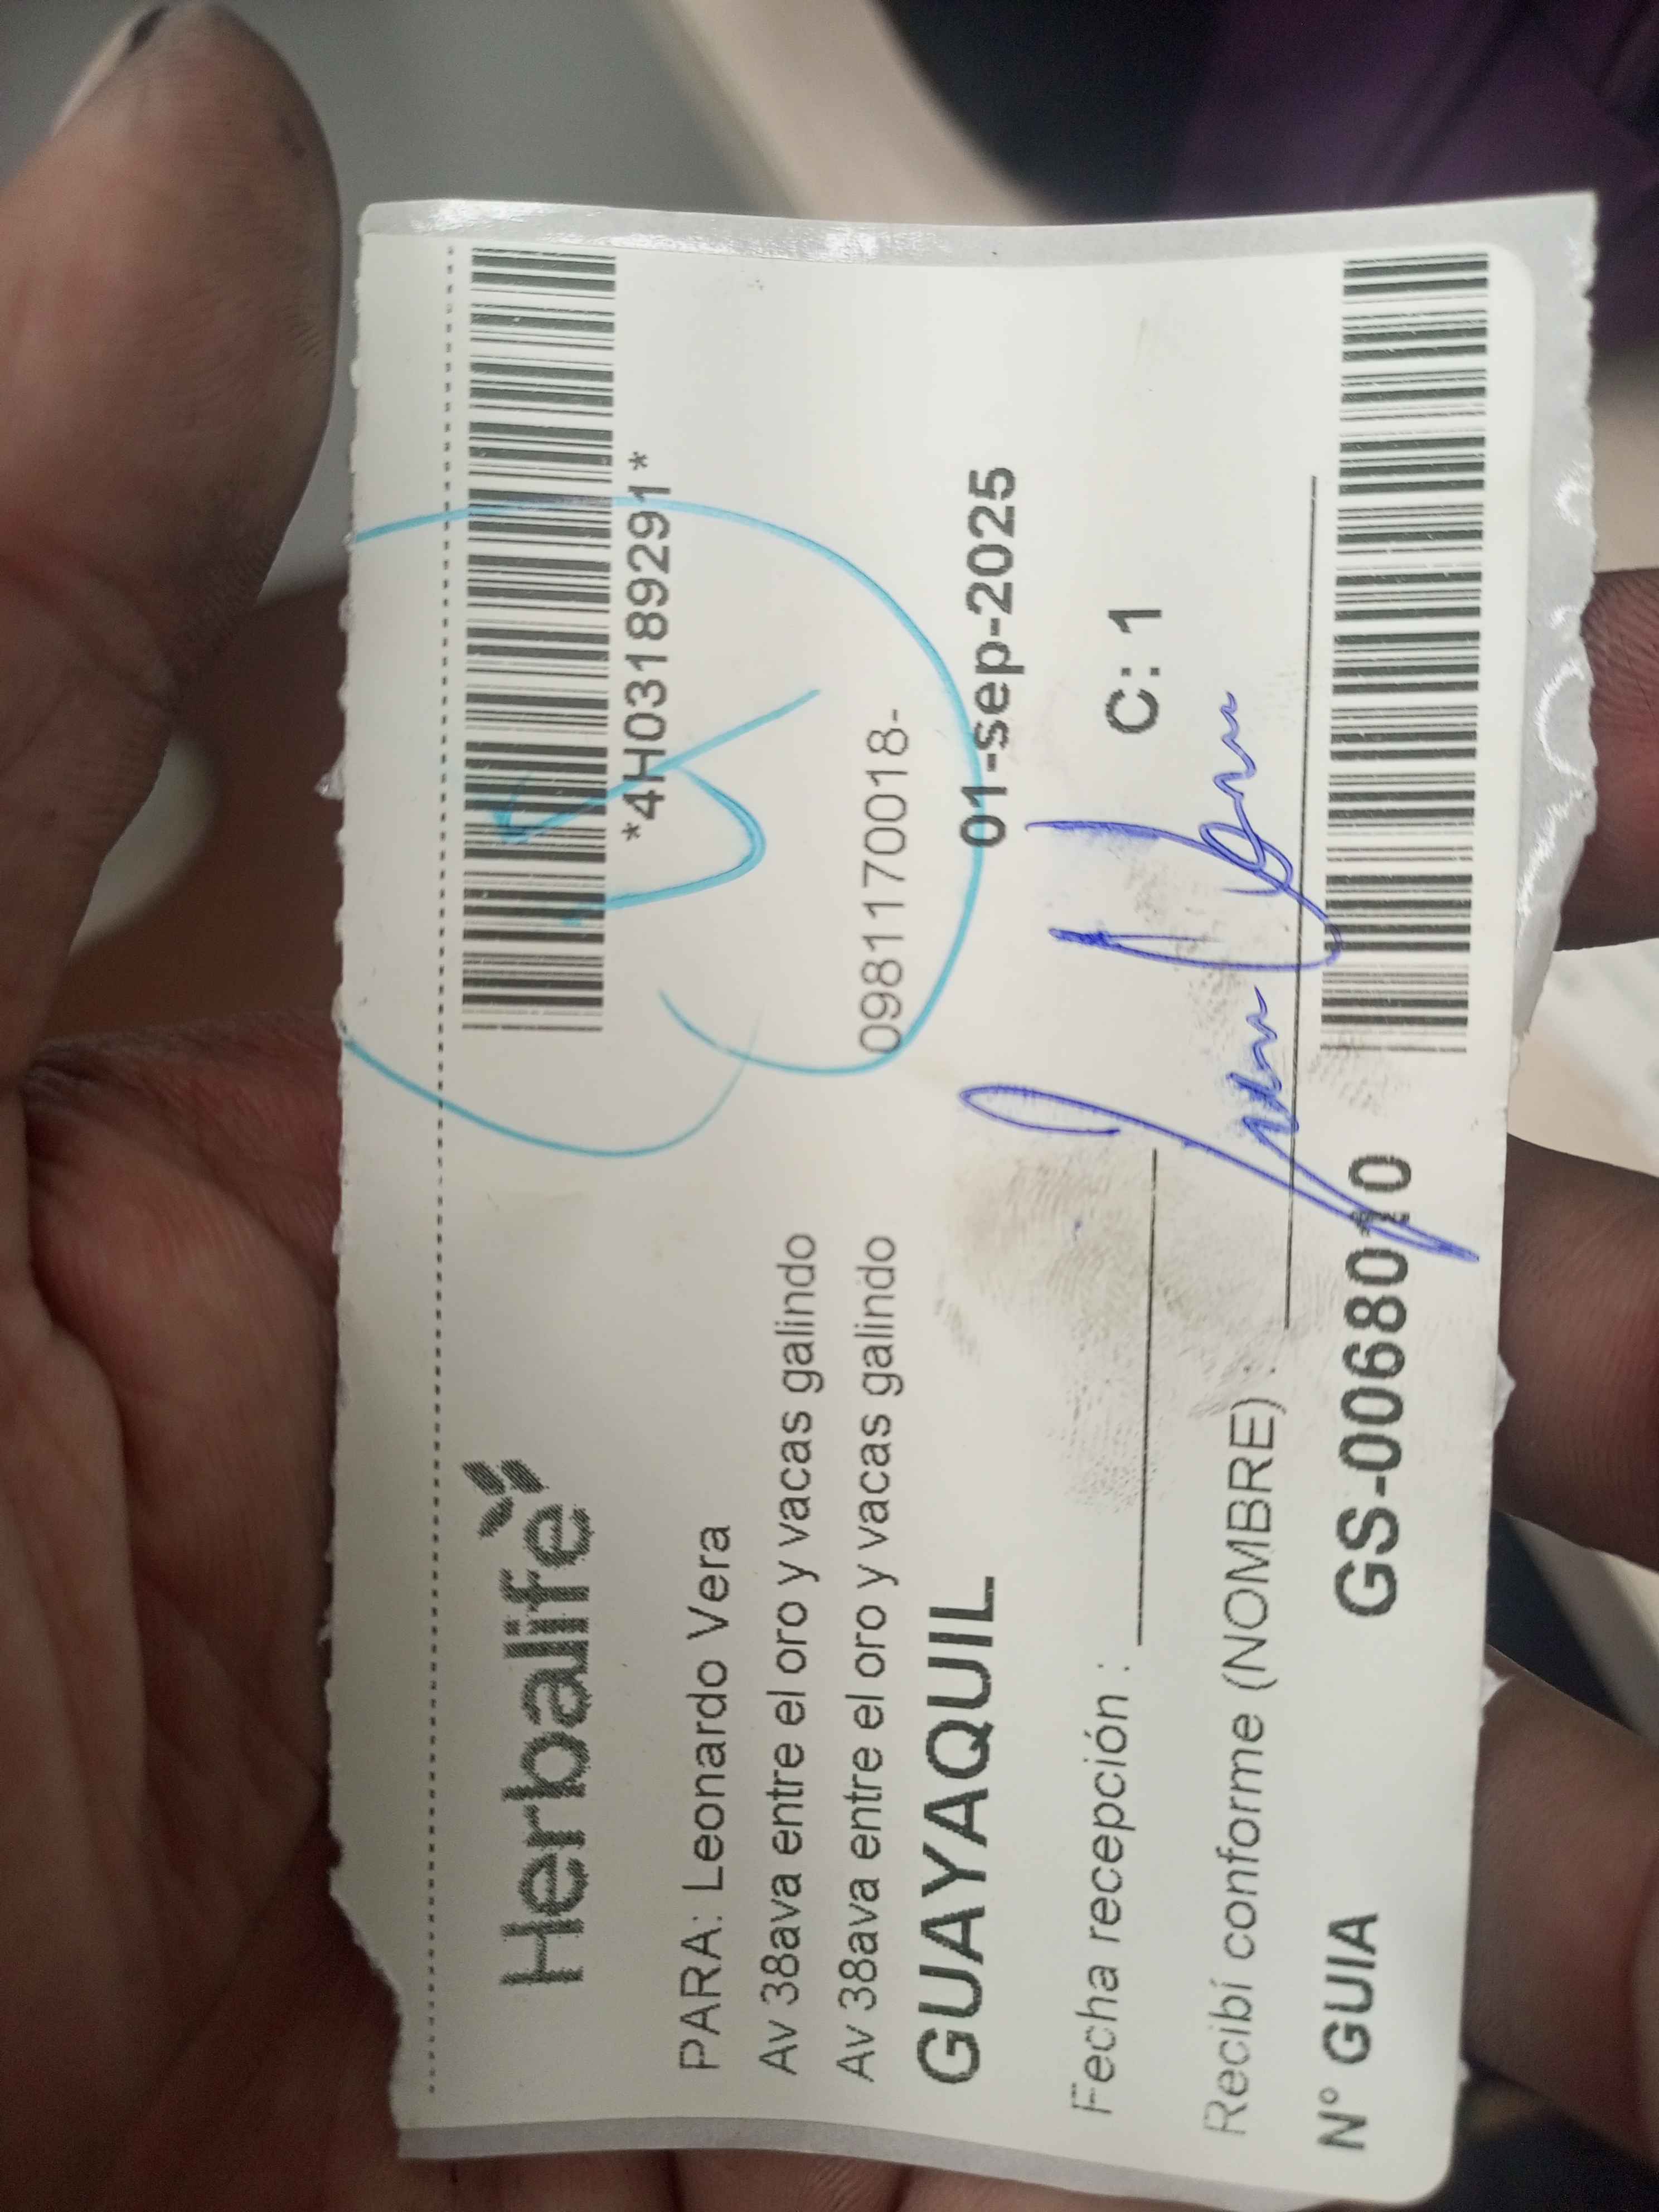 Herbalife
*4H03189291*
PARA: Leonardo Vera
Av 38ava entre el oro y vacas galindo
Av 38ava entre el oro y vacas galindo
0981170018-
GUAYAQUIL
01-sep-2025
Fecha recepción :
C: 1
Recibí conforme (NOMBRE) :
N° GUIA